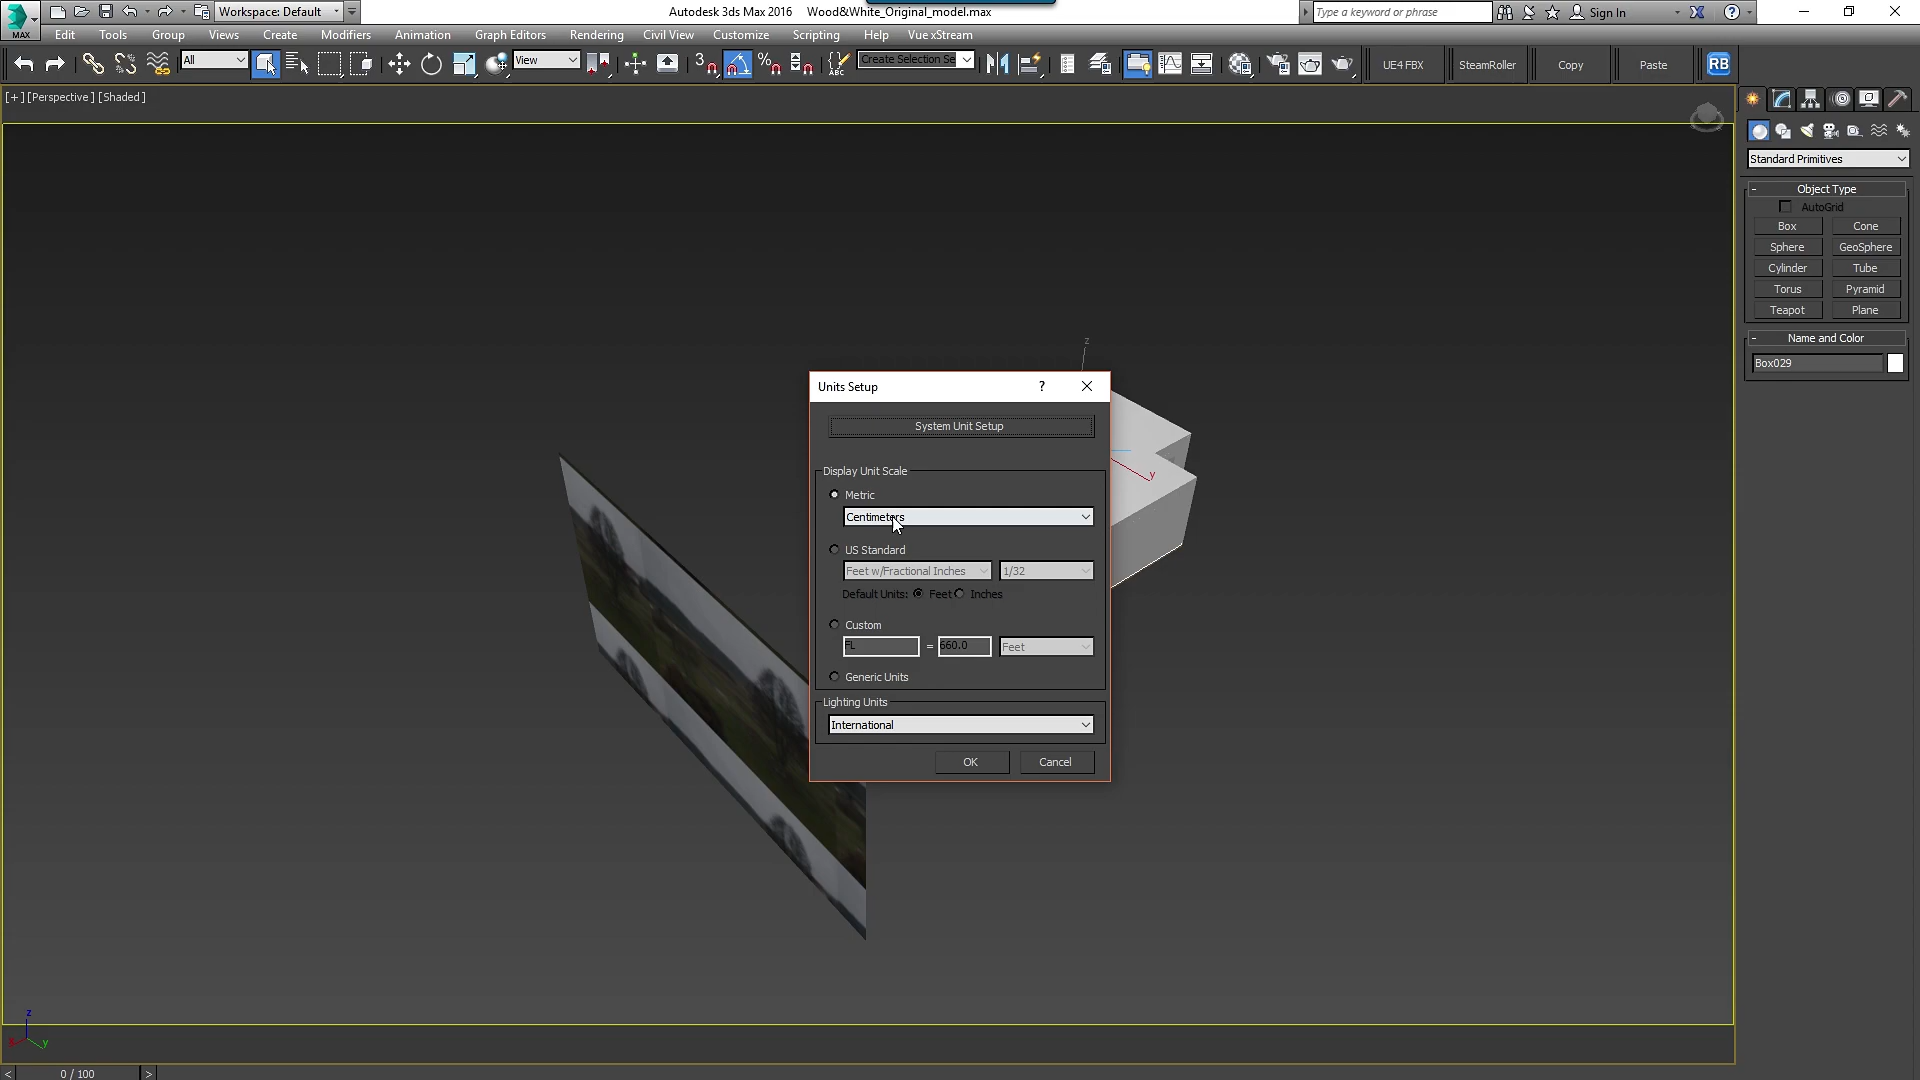 Workspace: Default
Autodesk 3ds Max 2016 Wood&White_Original_model.max
Type a keyword or phrase
Sign In
MAX
Edit Tools Group Views Create Modifiers Animation Graph Editors Rendering Civil View Customize Scripting Help Vue xStream
All
View
3
%
ABC
Create Selection Se
UE4 FBX
SteamRoller
Copy
Paste
RB
[+] [Perspective] [Shaded]
Standard Primitives
- Object Type
AutoGrid
Box Cone
Sphere GeoSphere
Cylinder Tube
Torus Pyramid
Teapot Plane
- Name and Color
Box029
z
y
Units Setup ?
System Unit Setup
Display Unit Scale
Metric
Centimeters
US Standard
Feet w/Fractional Inches 1/32
Default Units: Feet Inches
Custom
FL = 660.0 Feet
Generic Units
Lighting Units
International
OK Cancel
z
x y
< 0 / 100 >